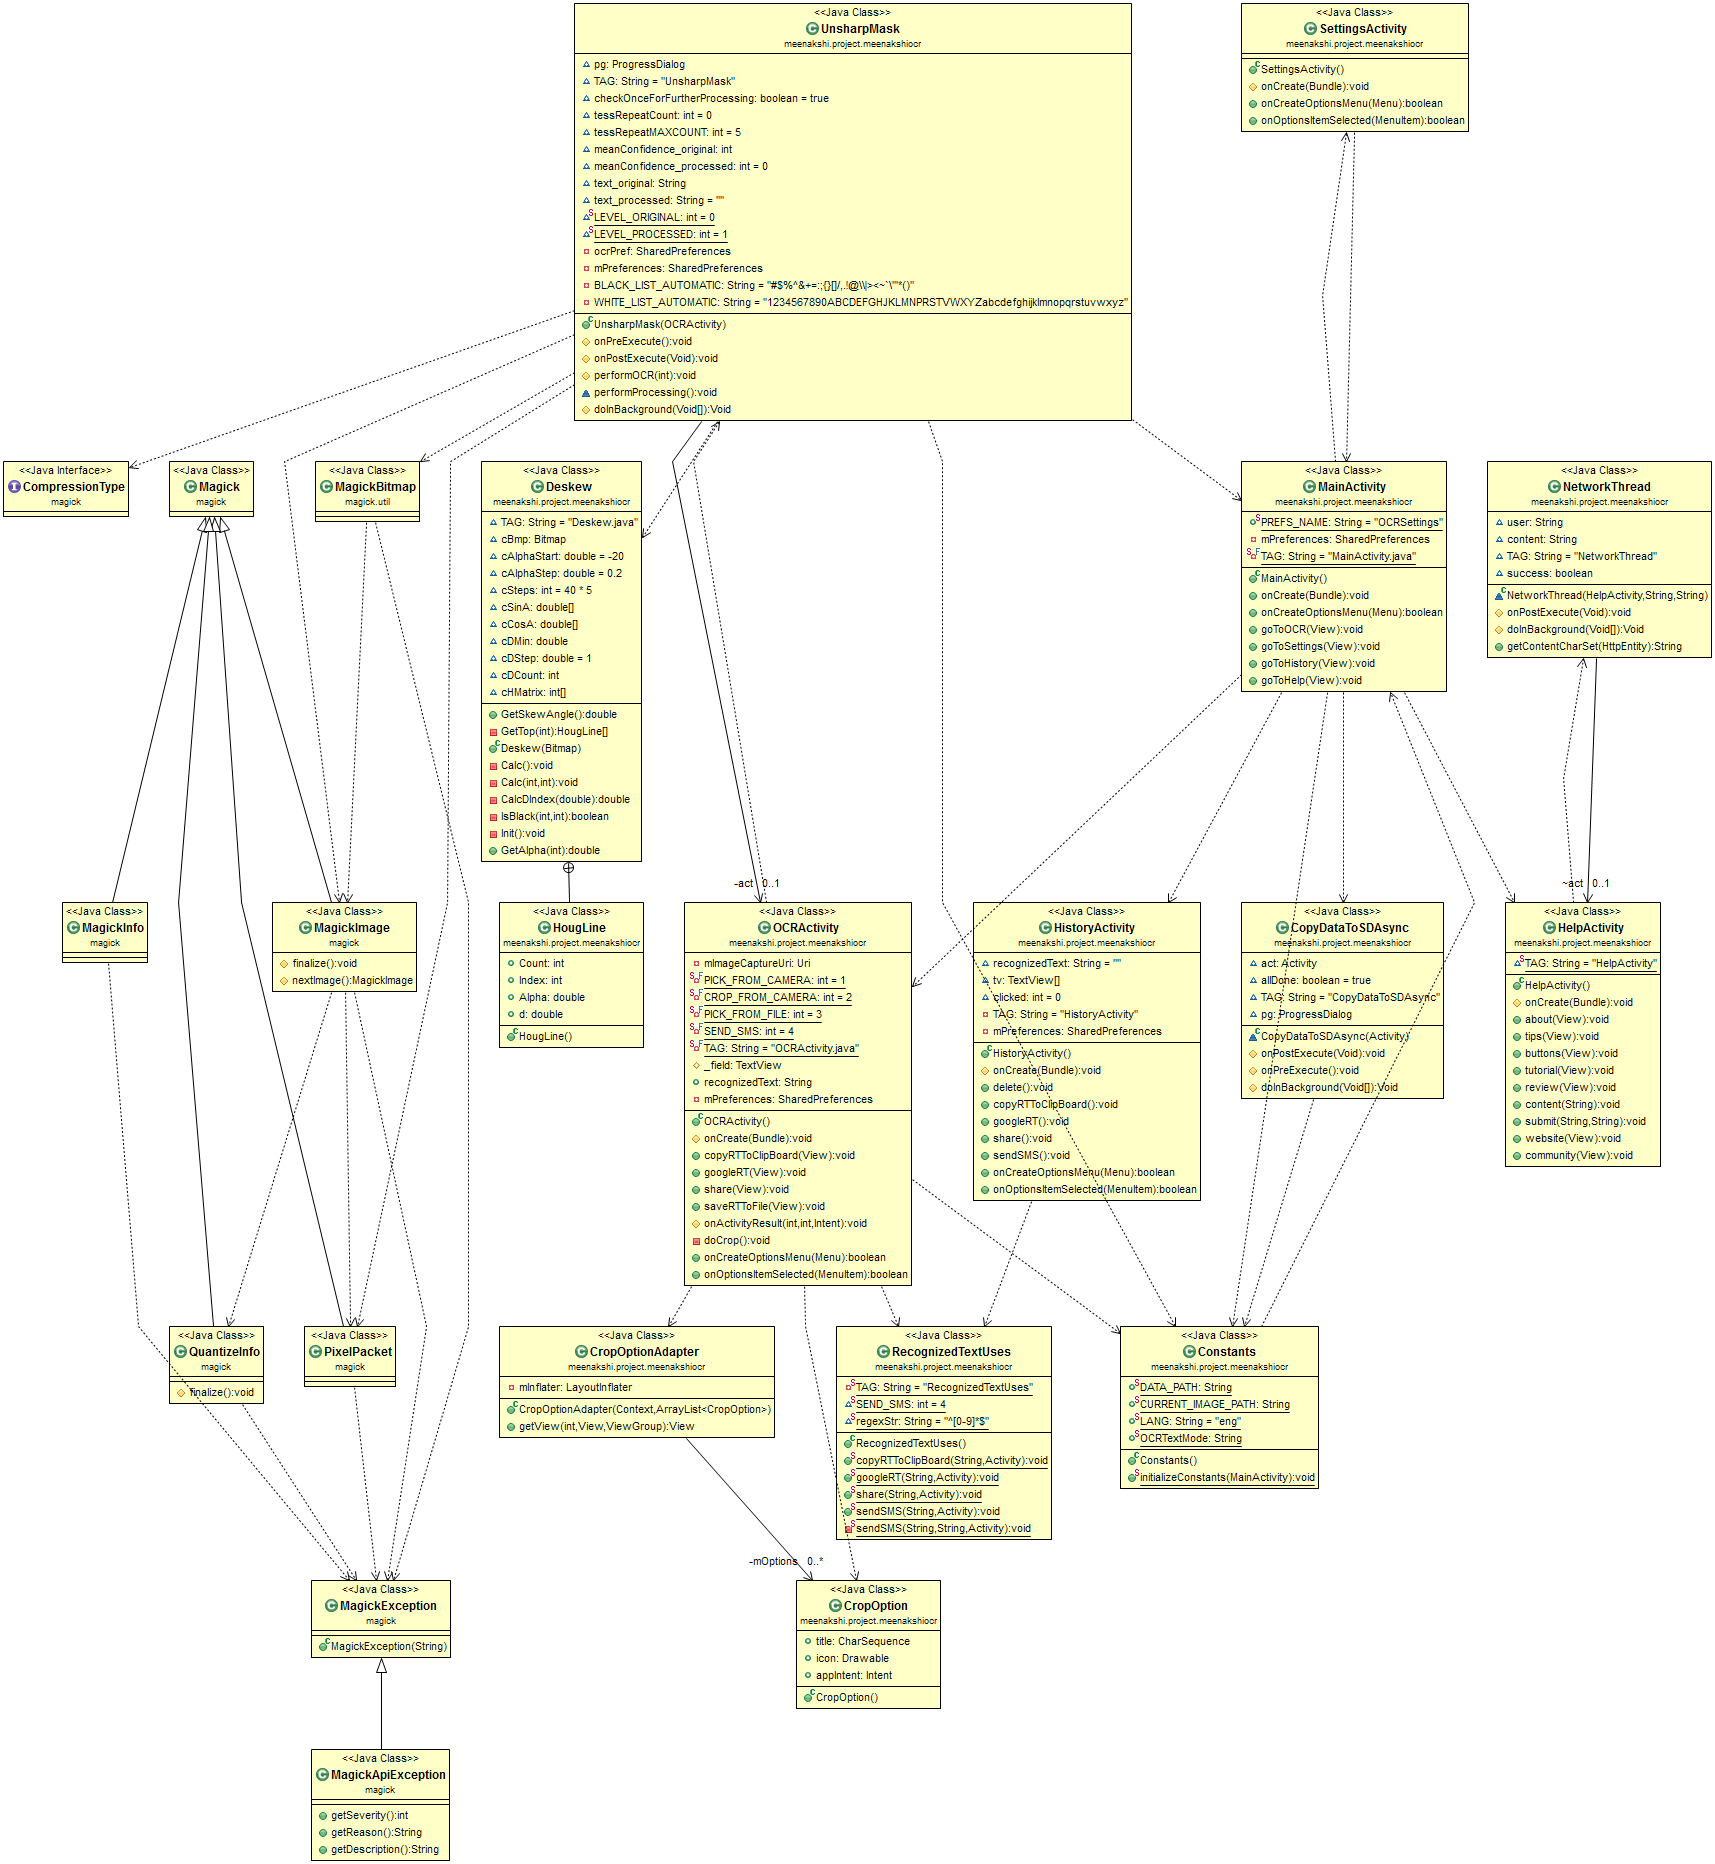 <<Java Class>>
UnsharpMask
meenakshi.project.meenakshiocr
pg: ProgressDialog
TAG: String = "UnsharpMask"
checkOnceForFurtherProcessing: boolean = true
tessRepeatCount: int = 0
tessRepeatMAXCOUNT: int = 5
meanConfidence_original: int
meanConfidence_processed: int = 0
text_original: String
text_processed: String = ""
LEVEL_ORIGINAL: int = 0
LEVEL_PROCESSED: int = 1
ocrPref: SharedPreferences
mPreferences: SharedPreferences
BLACK_LIST_AUTOMATIC: String = "#$%^&+=:;{}[]/,.!@\\|><~`\"'*()"
WHITE_LIST_AUTOMATIC: String = "1234567890ABCDEFGHJKLMNPRSTVWXYZabcdefghijklmnopqrstuvwxyz"
UnsharpMask(OCRActivity)
onPreExecute():void
onPostExecute(Void):void
performOCR(int):void
performProcessing():void
doInBackground(Void[]):Void
<<Java Class>>
SettingsActivity
meenakshi.project.meenakshiocr
SettingsActivity()
onCreate(Bundle):void
onCreateOptionsMenu(Menu):boolean
onOptionsItemSelected(MenuItem):boolean
<<Java Interface>>
CompressionType
magick
<<Java Class>>
Magick
magick
<<Java Class>>
MagickBitmap
magick.util
<<Java Class>>
Deskew
meenakshi.project.meenakshiocr
TAG: String = "Deskew.java"
cBmp: Bitmap
cAlphaStart: double = -20
cAlphaStep: double = 0.2
cSteps: int = 40 * 5
cSinA: double[]
cCosA: double[]
cDMin: double
cDStep: double = 1
cDCount: int
cHMatrix: int[]
GetSkewAngle():double
GetTop(int):HougLine[]
Deskew(Bitmap)
Calc():void
Calc(int,int):void
CalcDIndex(double):double
IsBlack(int,int):boolean
Init():void
GetAlpha(int):double
<<Java Class>>
MainActivity
meenakshi.project.meenakshiocr
PREFS_NAME: String = "OCRSettings"
mPreferences: SharedPreferences
TAG: String = "MainActivity.java"
MainActivity()
onCreate(Bundle):void
onCreateOptionsMenu(Menu):boolean
goToOCR(View):void
goToSettings(View):void
goToHistory(View):void
goToHelp(View):void
<<Java Class>>
NetworkThread
meenakshi.project.meenakshiocr
user: String
content: String
TAG: String = "NetworkThread"
success: boolean
NetworkThread(HelpActivity,String,String)
onPostExecute(Void):void
doInBackground(Void[]):Void
getContentCharSet(HttpEntity):String
-act 0..1
~act 0..1
<<Java Class>>
MagickInfo
magick
<<Java Class>>
MagickImage
magick
finalize():void
nextImage():MagickImage
<<Java Class>>
HougLine
meenakshi.project.meenakshiocr
Count: int
Index: int
Alpha: double
d: double
HougLine()
<<Java Class>>
OCRActivity
meenakshi.project.meenakshiocr
mImageCaptureUri: Uri
PICK_FROM_CAMERA: int = 1
CROP_FROM_CAMERA: int = 2
PICK_FROM_FILE: int = 3
SEND_SMS: int = 4
TAG: String = "OCRActivity.java"
_field: TextView
recognizedText: String
mPreferences: SharedPreferences
OCRActivity()
onCreate(Bundle):void
copyRTToClipBoard(View):void
googleRT(View):void
share(View):void
saveRTToFile(View):void
onActivityResult(int,int,Intent):void
doCrop():void
onCreateOptionsMenu(Menu):boolean
onOptionsItemSelected(MenuItem):boolean
<<Java Class>>
HistoryActivity
meenakshi.project.meenakshiocr
recognizedText: String = ""
tv: TextView[]
clicked: int = 0
TAG: String = "HistoryActivity"
mPreferences: SharedPreferences
HistoryActivity()
onCreate(Bundle):void
delete():void
copyRTToClipBoard():void
googleRT():void
share():void
sendSMS():void
onCreateOptionsMenu(Menu):boolean
onOptionsItemSelected(MenuItem):boolean
<<Java Class>>
CopyDataToSDAsync
meenakshi.project.meenakshiocr
act: Activity
allDone: boolean = true
TAG: String = "CopyDataToSDAsync"
pg: ProgressDialog
CopyDataToSDAsync(Activity)
onPostExecute(Void):void
onPreExecute():void
doInBackground(Void[]):Void
<<Java Class>>
HelpActivity
meenakshi.project.meenakshiocr
TAG: String = "HelpActivity"
HelpActivity()
onCreate(Bundle):void
about(View):void
tips(View):void
buttons(View):void
tutorial(View):void
review(View):void
content(String):void
submit(String,String):void
website(View):void
community(View):void
<<Java Class>>
QuantizeInfo
magick
finalize():void
<<Java Class>>
PixelPacket
magick
<<Java Class>>
CropOptionAdapter
meenakshi.project.meenakshiocr
mInflater: LayoutInflater
CropOptionAdapter(Context,ArrayList<CropOption>)
getView(int,View,ViewGroup):View
<<Java Class>>
RecognizedTextUses
meenakshi.project.meenakshiocr
TAG: String = "RecognizedTextUses"
SEND_SMS: int = 4
regexStr: String = "^[0-9]*$"
RecognizedTextUses()
copyRTToClipBoard(String,Activity):void
googleRT(String,Activity):void
share(String,Activity):void
sendSMS(String,Activity):void
sendSMS(String,String,Activity):void
<<Java Class>>
Constants
meenakshi.project.meenakshiocr
DATA_PATH: String
CURRENT_IMAGE_PATH: String
LANG: String = "eng"
OCRTextMode: String
Constants()
initializeConstants(MainActivity):void
-mOptions 0..*
<<Java Class>>
MagickException
magick
MagickException(String)
<<Java Class>>
CropOption
meenakshi.project.meenakshiocr
title: CharSequence
icon: Drawable
appIntent: Intent
CropOption()
<<Java Class>>
MagickApiException
magick
getSeverity():int
getReason():String
getDescription():String